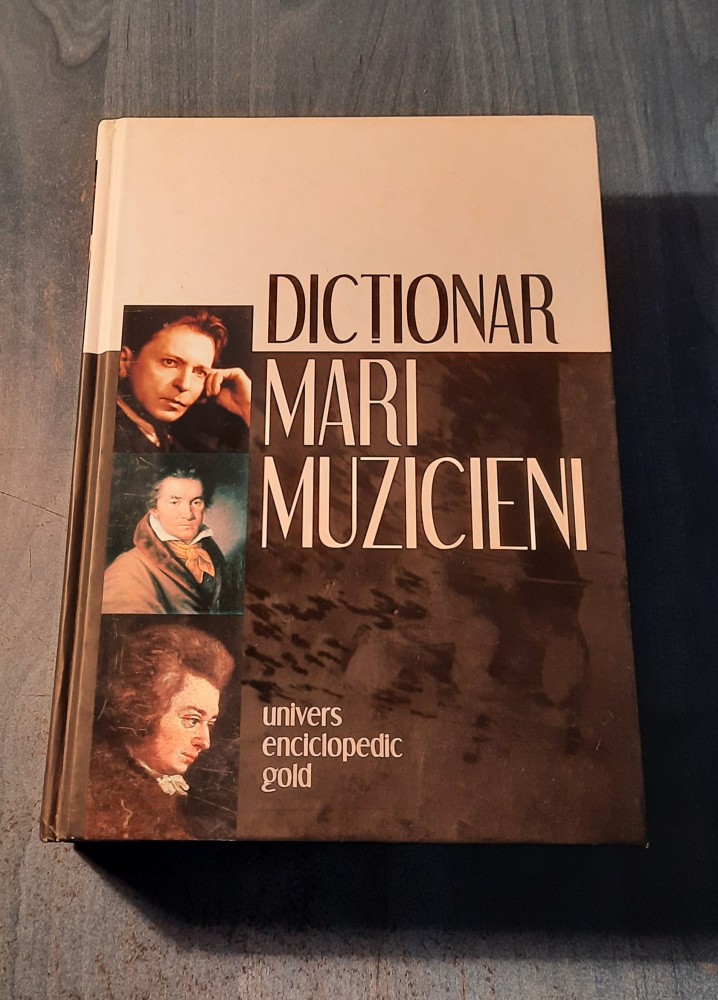 DICȚIONAR
MARI
MUZICIENI
univers
enciclopedic
gold